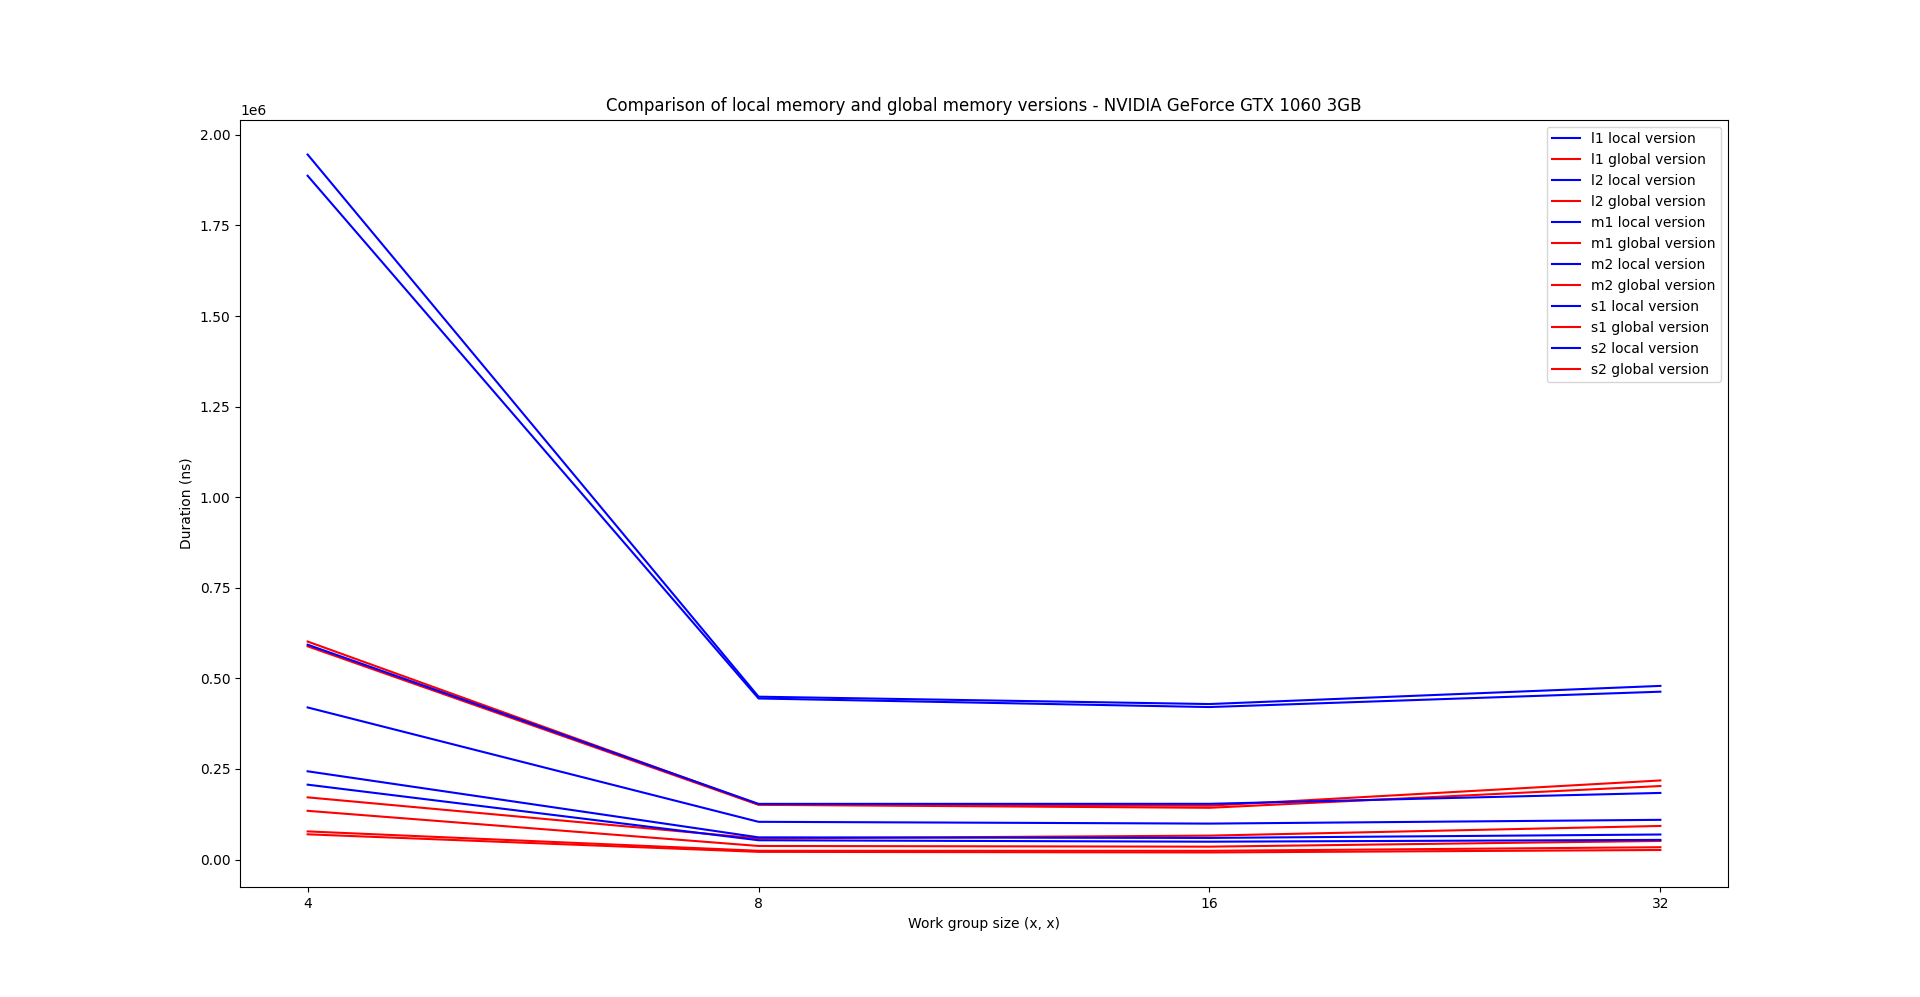 Comparison of local memory and global memory versions - NVIDIA GeForce GTX 1060 3GB
1e6
2.00
1.75
1.50
1.25
1.00
0.75
0.50
0.25
0.00
Duration (ns)
l1 local version
l1 global version
l2 local version
l2 global version
m1 local version
m1 global version
m2 local version
m2 global version
s1 local version
s1 global version
s2 local version
s2 global version
4 8 16 32
Work group size (x, x)